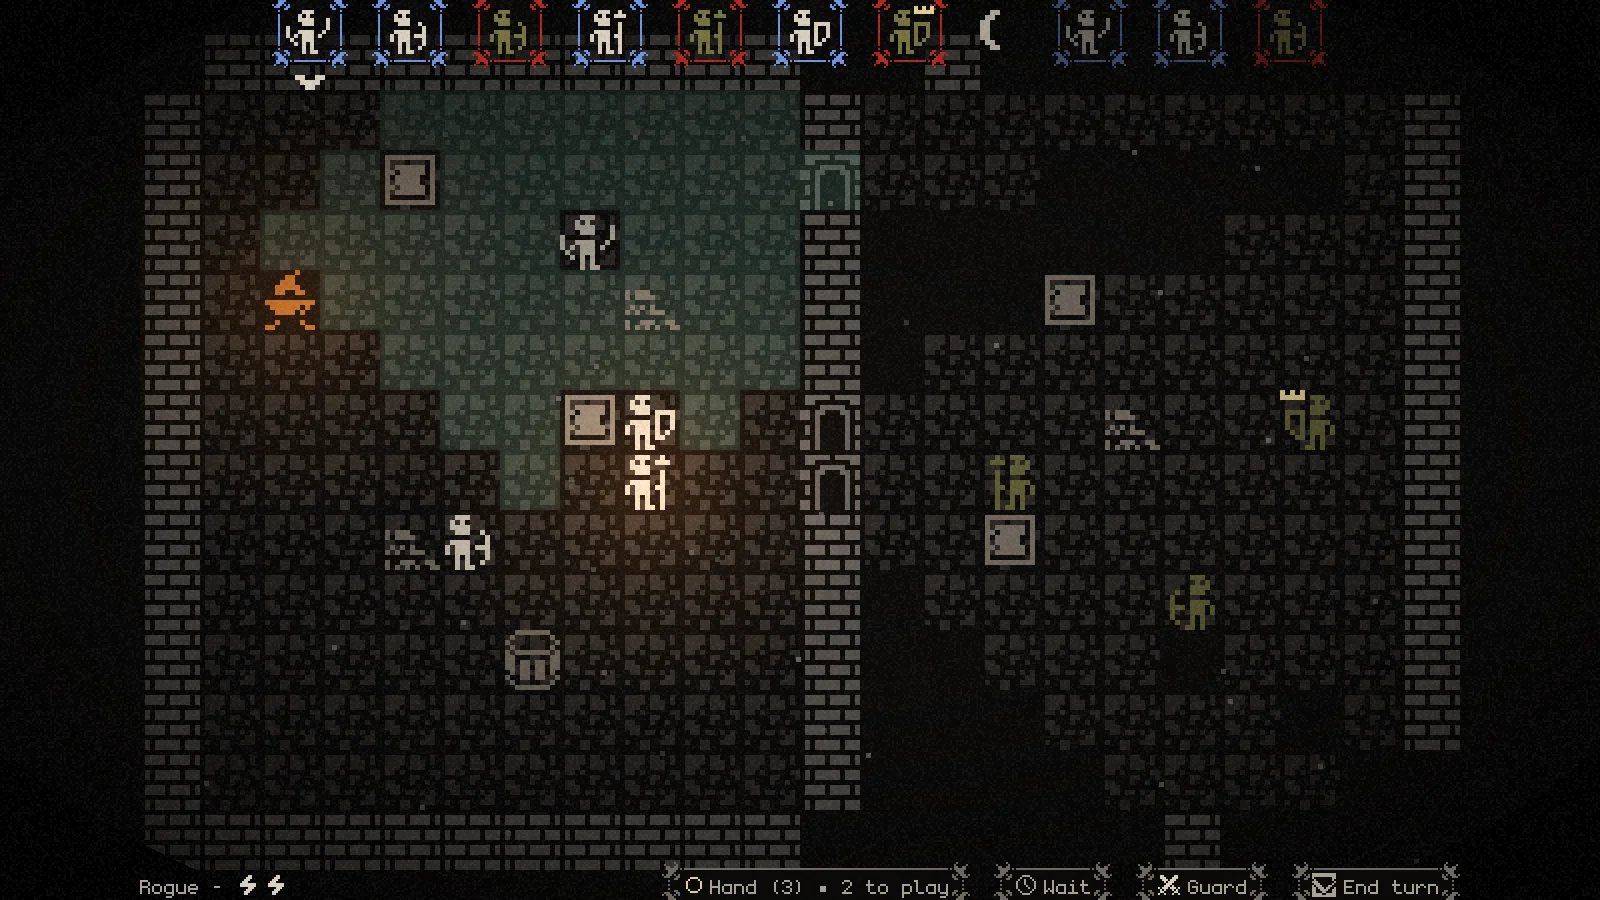 Rogue -
Hand (3) ▪ 2 to play
Wait
Guard
End turn